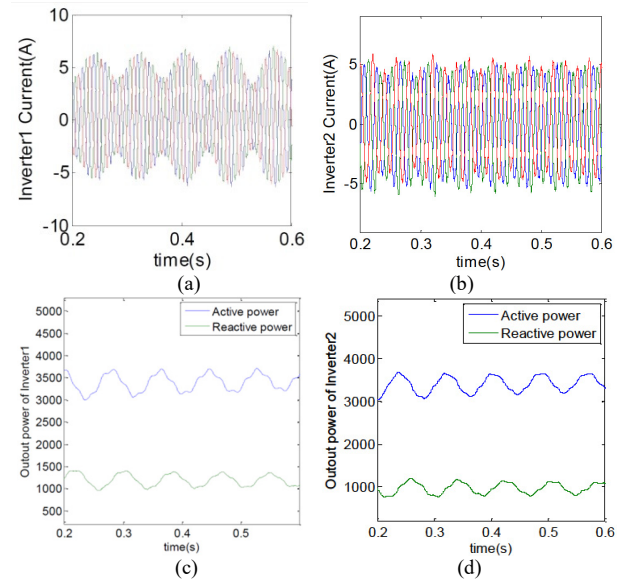 Inverter1 Current(A)
10
5
0
-5
-10
0.2
0.4
0.6
time(s)
(a)
Inverter2 Current(A)
5
0
-5
0.2
0.3
0.4
0.5
0.6
time(s)
(b)
Outout power of Inverter1
5000
4500
4000
3500
3000
2500
2000
1500
1000
500
Active power
Reactive power
0.2
0.3
0.4
0.5
time(s)
(c)
Outout power of Inverter2
5000
4000
3000
2000
1000
Active power
Reactive power
0.2
0.3
0.4
0.5
0.6
time(s)
(d)